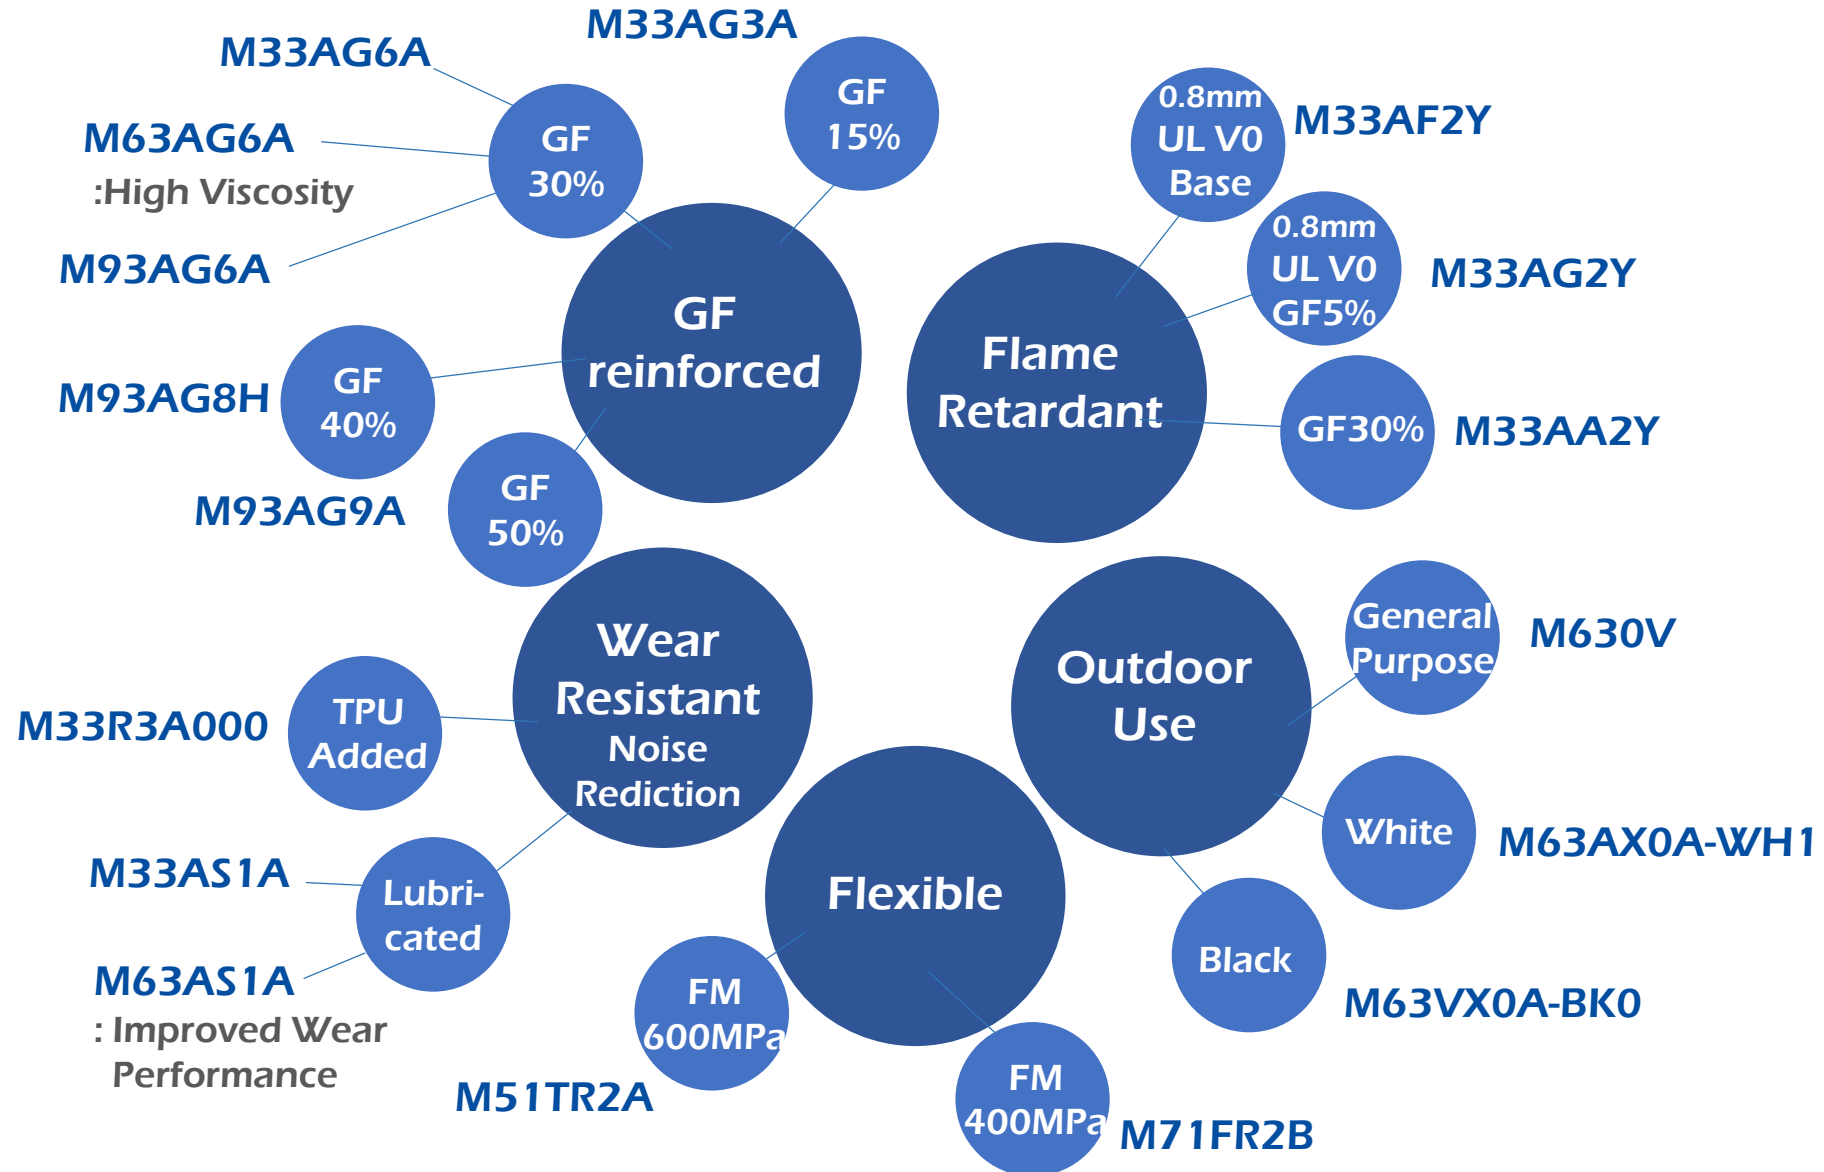 M33AG3A
M33AG6A
M63AG6A
:High Viscosity
M93AG6A
GF
30%
GF
15%
GF
reinforced
M93AG8H
GF
40%
M93AG9A
GF
50%
0.8mm
UL V0
Base
M33AF2Y
0.8mm
UL V0
GF5%
M33AG2Y
Flame
Retardant
GF30%
M33AA2Y
Wear
Resistant
Noise
Rediction
M33R3A000
TPU
Added
M33AS1A
Lubri-
cated
M63AS1A
: Improved Wear
Performance
Outdoor
Use
General
Purpose
M630V
White
M63AX0A-WH1
Black
M63VX0A-BK0
Flexible
FM
600MPa
M51TR2A
FM
400MPa
M71FR2B